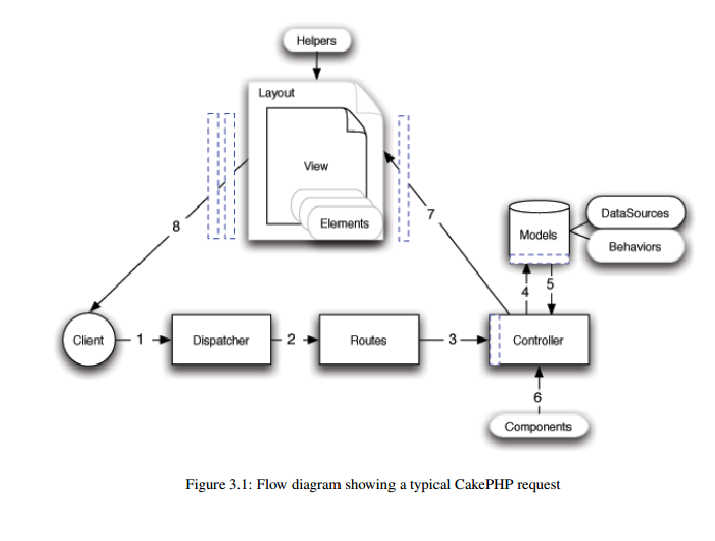 Helpers
Layout
View
Elements
8
7
DataSources
Models
Behaviors
4
5
Client
1
Dispatcher
2
Routes
3
Controller
6
Components
Figure 3.1: Flow diagram showing a typical CakePHP request